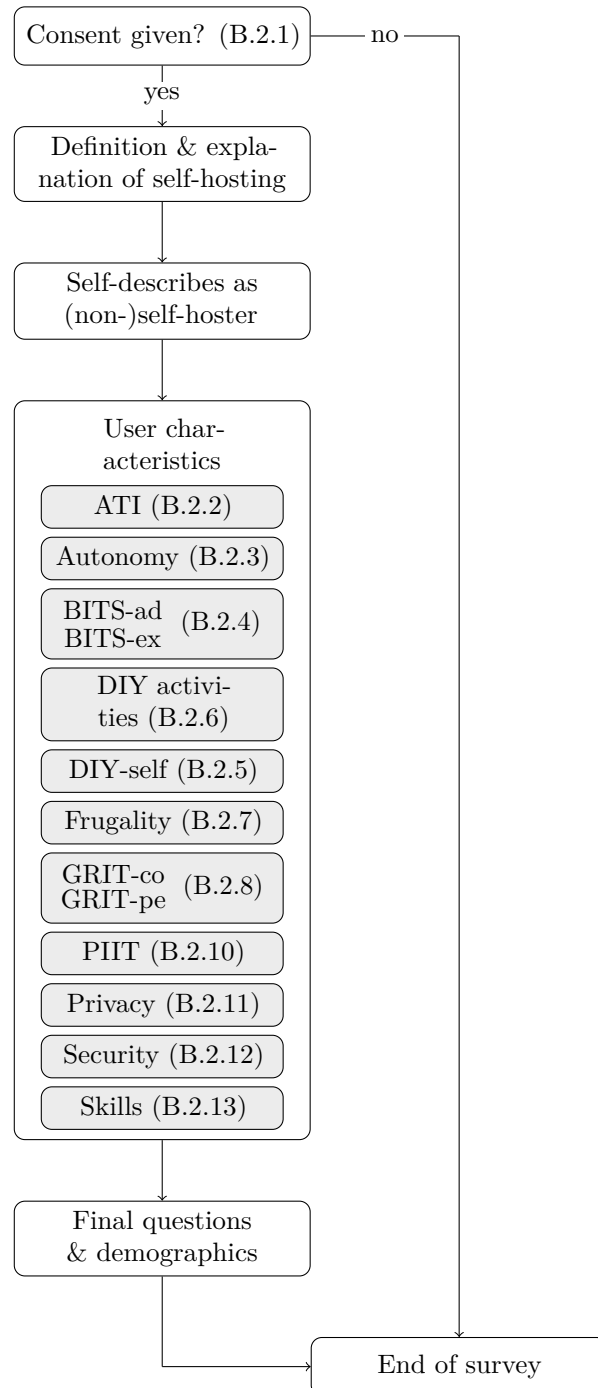 Consent given? (B.2.1)
no
yes
Definition & expla-
nation of self-hosting
Self-describes as
(non-)self-hoster
User char-
acteristics
ATI (B.2.2)
Autonomy (B.2.3)
BITS-ad
BITS-ex
(B.2.4)
DIY activi-
ties (B.2.6)
DIY-self (B.2.5)
Frugality (B.2.7)
GRIT-co
GRIT-pe
(B.2.8)
PIIT (B.2.10)
Privacy (B.2.11)
Security (B.2.12)
Skills (B.2.13)
Final questions
& demographics
End of survey